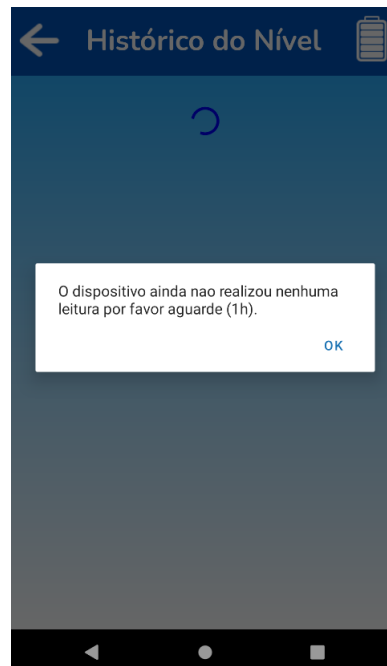 Histórico do Nível
O dispositivo ainda nao realizou nenhuma
leitura por favor aguarde (1h).
OK